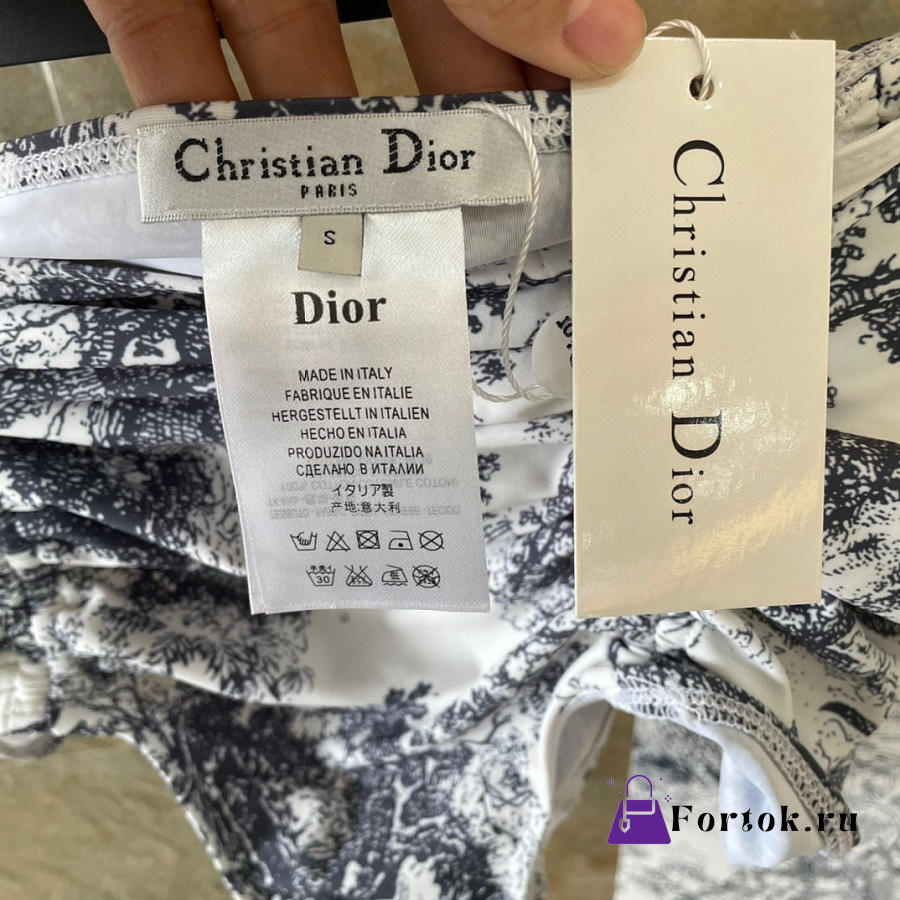 Christian Dior
PARIS
S
Dior
MADE IN ITALY
FABRIQUE EN ITALIE
HERGESTELLT IN ITALIEN
HECHO EN ITALIA
PRODUZIDO NA ITALIA
СДЕЛАНО В ИТАЛИИ
イタリア製
产地:意大利
30
Christian Dior
Fortok.ru